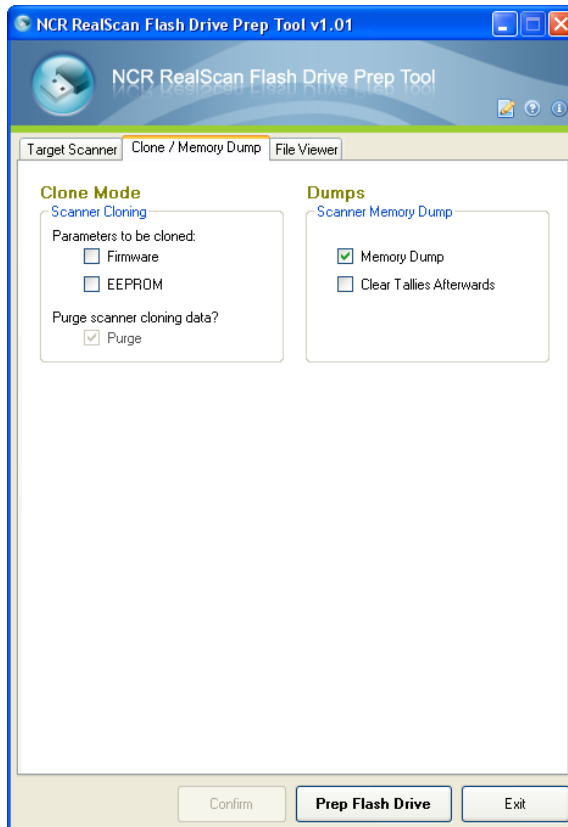 NCR RealScan Flash Drive Prep Tool v1.01
NCR RealScan Flash Drive Prep Tool
Target Scanner Clone / Memory Dump File Viewer
Clone Mode
Scanner Cloning
Parameters to be cloned:
Firmware
EEPROM
Purge scanner cloning data?
Purge
Dumps
Scanner Memory Dump
Memory Dump
Clear Tallies Afterwards
Confirm Prep Flash Drive Exit